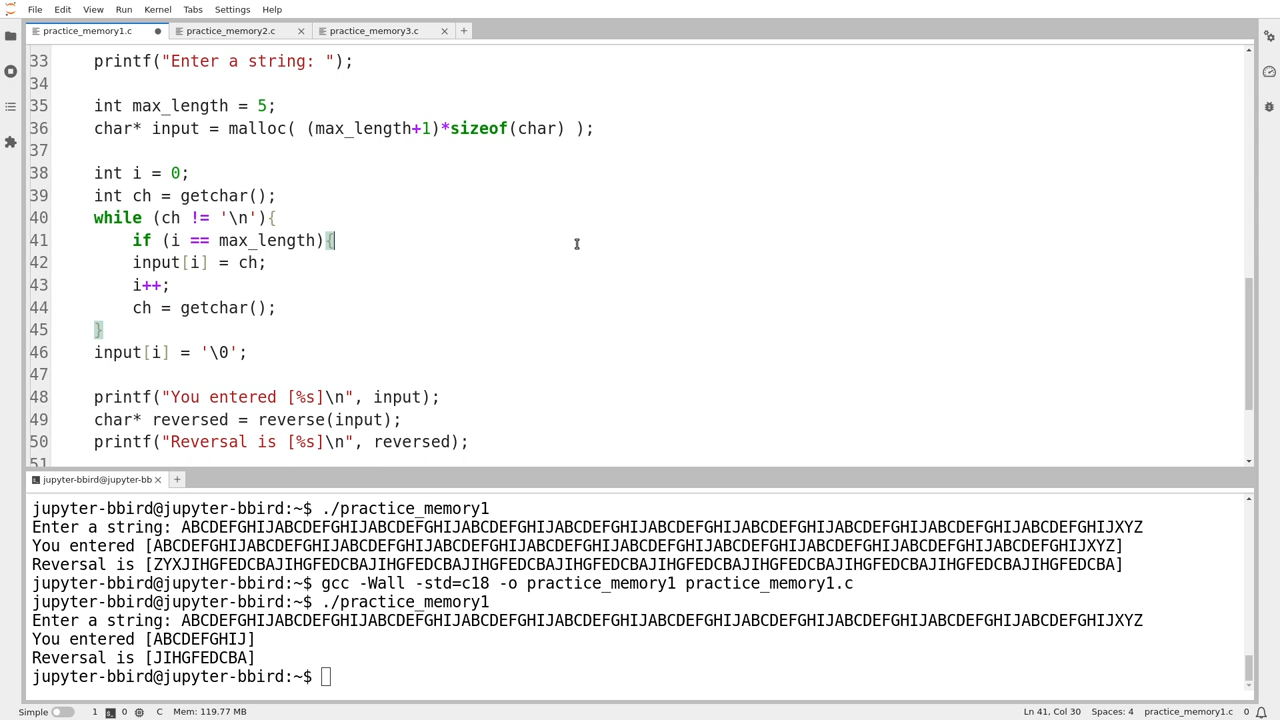 File Edit View Run Kernel Tabs Settings Help
practice_memory1.c practice_memory2.c practice_memory3.c
33 printf("Enter a string: ");
34
35 int max_length = 5;
36 char* input = malloc( (max_length+1)*sizeof(char) );
37
38 int i = 0;
39 int ch = getchar();
40 while (ch != '\n'){
41 if (i == max_length){
42 input[i] = ch;
43 i++;
44 ch = getchar();
45 }
46 input[i] = '\0';
47
48 printf("You entered [%s]\n", input);
49 char* reversed = reverse(input);
50 printf("Reversal is [%s]\n", reversed);
51
jupyter-bbird@jupyter-bb
jupyter-bbird@jupyter-bbird:~$ ./practice_memory1
Enter a string: ABCDEFGHIJABCDEFGHIJABCDEFGHIJABCDEFGHIJABCDEFGHIJABCDEFGHIJABCDEFGHIJABCDEFGHIJABCDEFGHIJABCDEFGHIJXYZ
You entered [ABCDEFGHIJABCDEFGHIJABCDEFGHIJABCDEFGHIJABCDEFGHIJABCDEFGHIJABCDEFGHIJABCDEFGHIJABCDEFGHIJABCDEFGHIJXYZ]
Reversal is [ZYXJIHGFEDCBAJIHGFEDCBAJIHGFEDCBAJIHGFEDCBAJIHGFEDCBAJIHGFEDCBAJIHGFEDCBAJIHGFEDCBAJIHGFEDCBAJIHGFEDCBA]
jupyter-bbird@jupyter-bbird:~$ gcc -Wall -std=c18 -o practice_memory1 practice_memory1.c
jupyter-bbird@jupyter-bbird:~$ ./practice_memory1
Enter a string: ABCDEFGHIJABCDEFGHIJABCDEFGHIJABCDEFGHIJABCDEFGHIJABCDEFGHIJABCDEFGHIJABCDEFGHIJABCDEFGHIJABCDEFGHIJXYZ
You entered [ABCDEFGHIJ]
Reversal is [JIHGFEDCBA]
jupyter-bbird@jupyter-bbird:~$
Simple 1 0 C Mem: 119.77 MB Ln 41, Col 30 Spaces: 4 practice_memory1.c 0